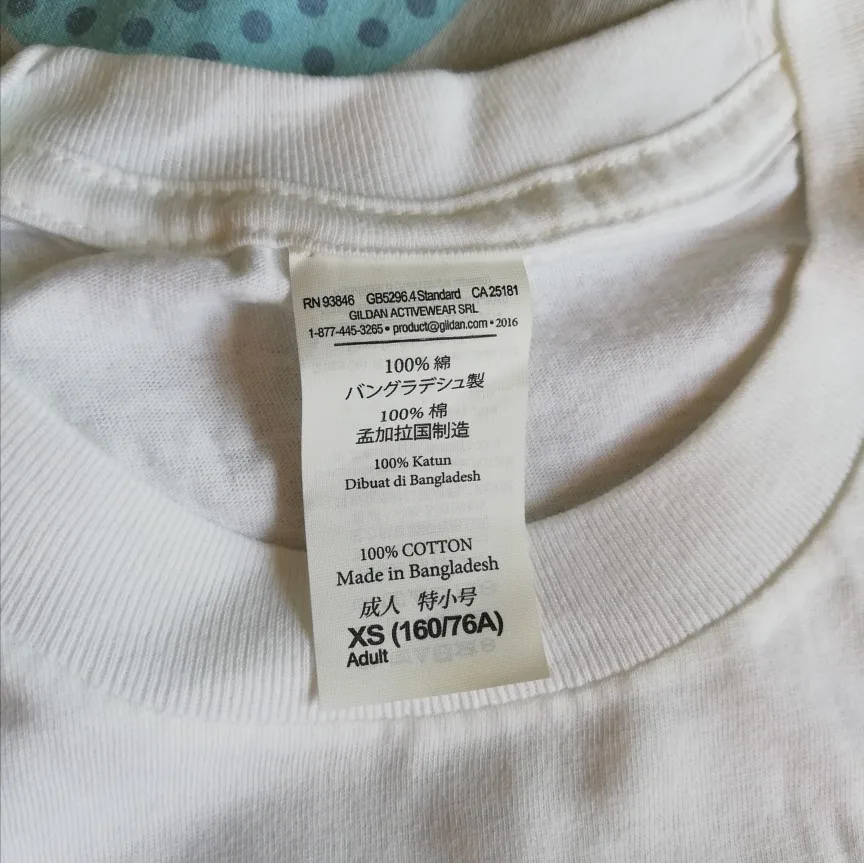 RN 93846 GB5296.4 Standard CA 25181
GILDAN ACTIVEWEAR SRL
1-877-445-3265 • product@gildan.com • 2016
100% 綿
バングラデシュ製
100% 棉
孟加拉国制造
100% Katun
Dibuat di Bangladesh
100% COTTON
Made in Bangladesh
成人 特小号
XS (160/76A)
Adult